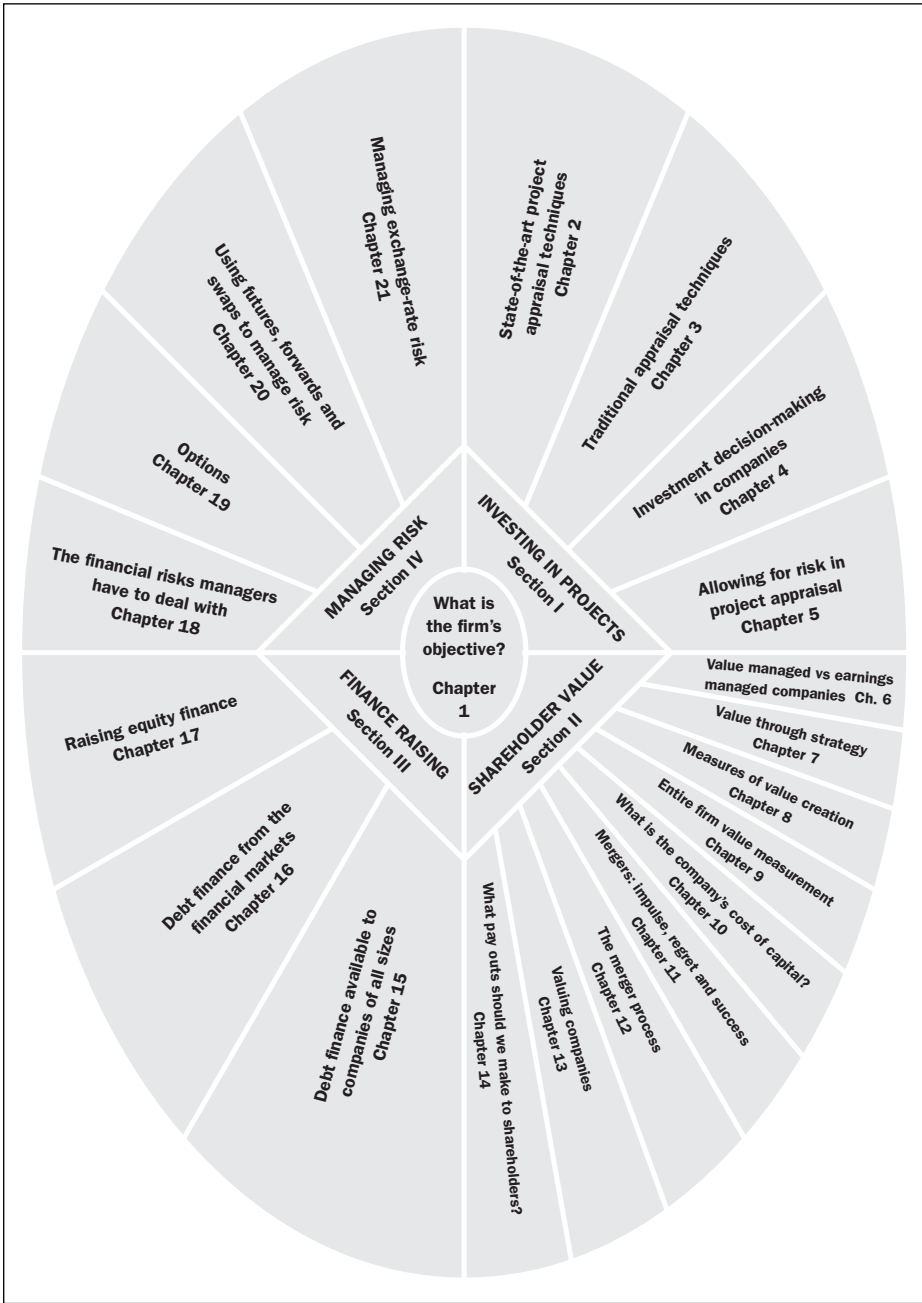 What is
the firm's
objective?
Chapter
1
INVESTING IN PROJECTS
Section I
State-of-the-art project
appraisal techniques
Chapter 2
Traditional appraisal techniques
Chapter 3
Investment decision-making
in companies
Chapter 4
Allowing for risk in
project appraisal
Chapter 5
SHAREHOLDER VALUE
Section II
Value managed vs earnings
managed companies Ch. 6
Value through strategy
Chapter 7
Measures of value creation
Chapter 8
Entire firm value measurement
Chapter 9
What is the company's cost of capital?
Chapter 10
Mergers: impulse, regret and success
Chapter 11
The merger process
Chapter 12
Valuing companies
Chapter 13
What pay outs should we make to shareholders?
Chapter 14
FINANCE RAISING
Section III
Debt finance available to
companies of all sizes
Chapter 15
Debt finance from the
financial markets
Chapter 16
Raising equity finance
Chapter 17
MANAGING RISK
Section IV
The financial risks managers
have to deal with
Chapter 18
Options
Chapter 19
Using futures, forwards and
swaps to manage risk
Chapter 20
Managing exchange-rate risk
Chapter 21